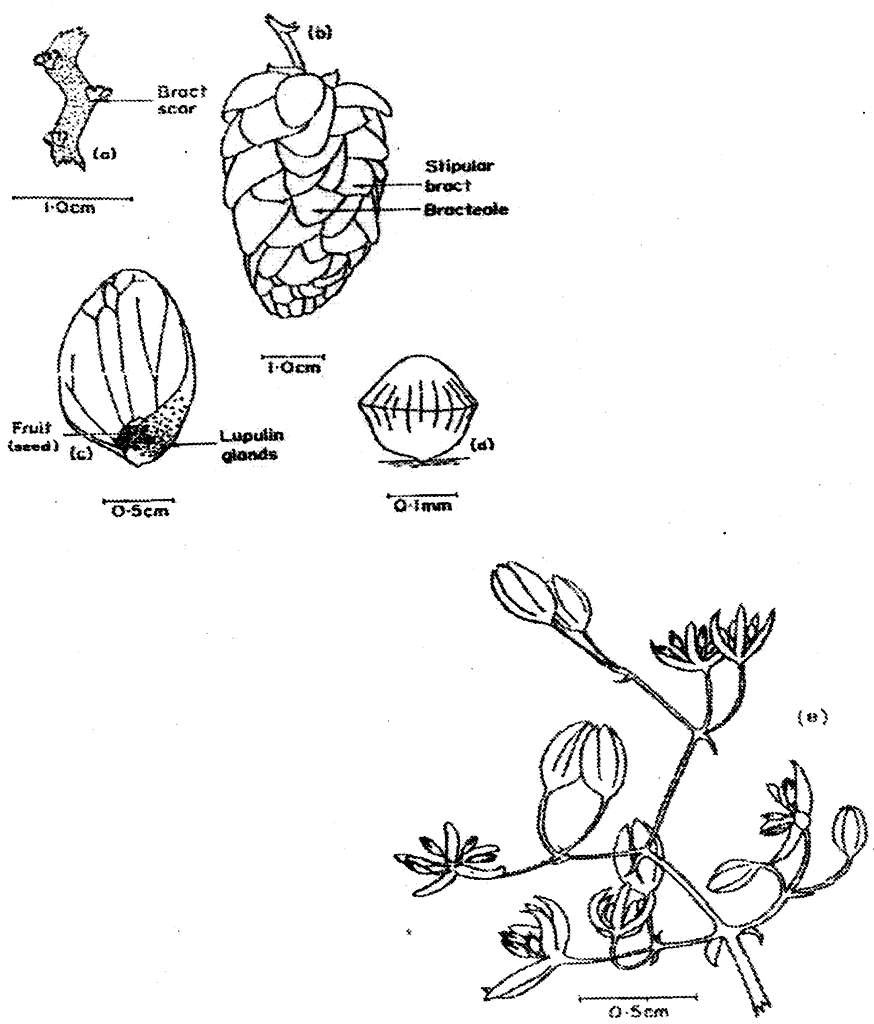 (b)
Bract
scar
(a)
1·0cm
Stipular
bract
Bracteole
1·0cm
Fruit
(seed)
(c)
Lupulin
glands
(d)
0·5cm
0·1mm
(e)
0·5cm